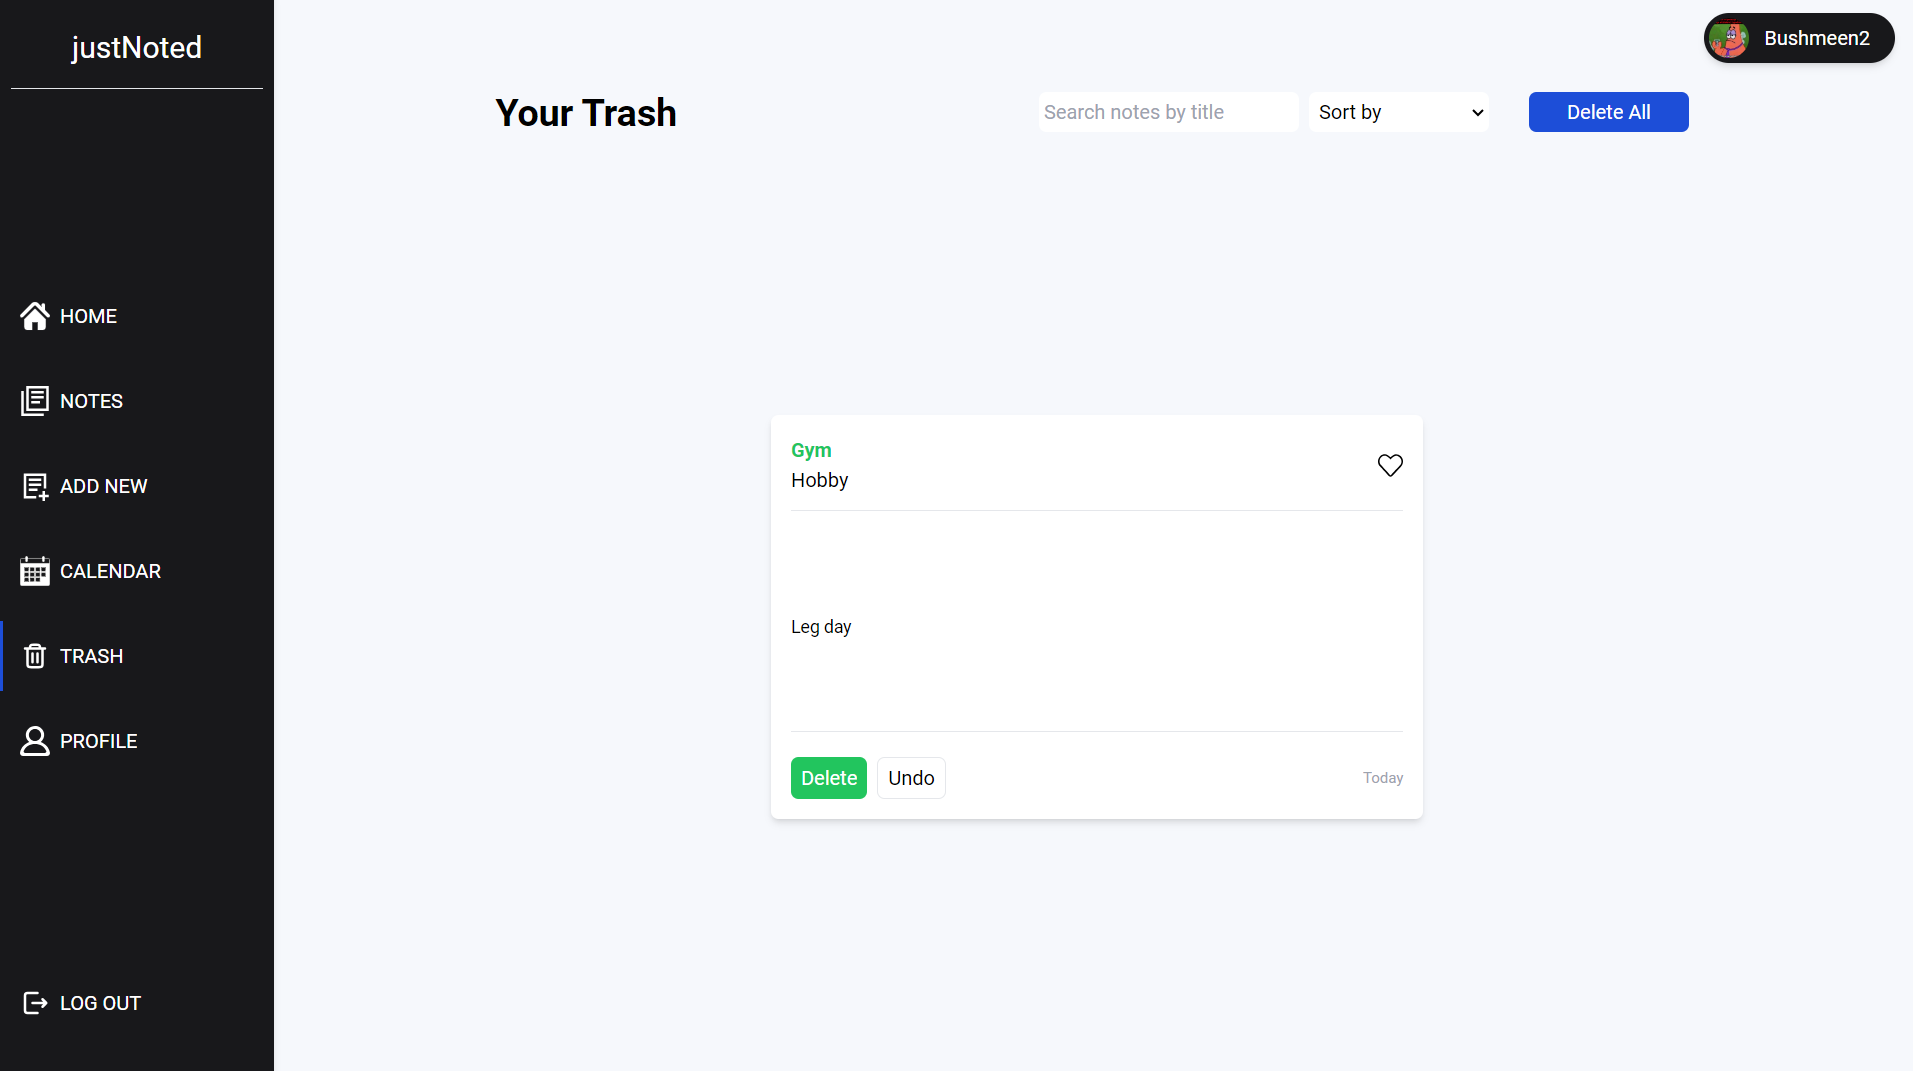 justNoted
Bushmeen2
Your Trash
Search notes by title
Sort by
Delete All
HOME
NOTES
ADD NEW
CALENDAR
TRASH
PROFILE
LOG OUT
Gym
Hobby
Leg day
Delete
Undo
Today